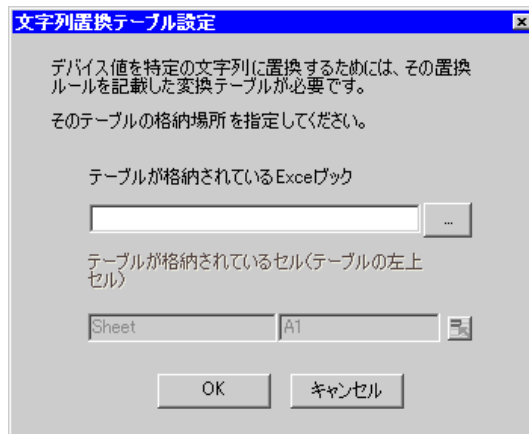 文字列置換テーブル設定
デバイス値を特定の文字列に置換するためには、その置換
ルールを記載した変換テーブルが必要です。
そのテーブルの格納場所を指定してください。
テーブルが格納されているExcelブック
...
テーブルが格納されているセル(テーブルの左上
セル)
Sheet A1
OK キャンセル